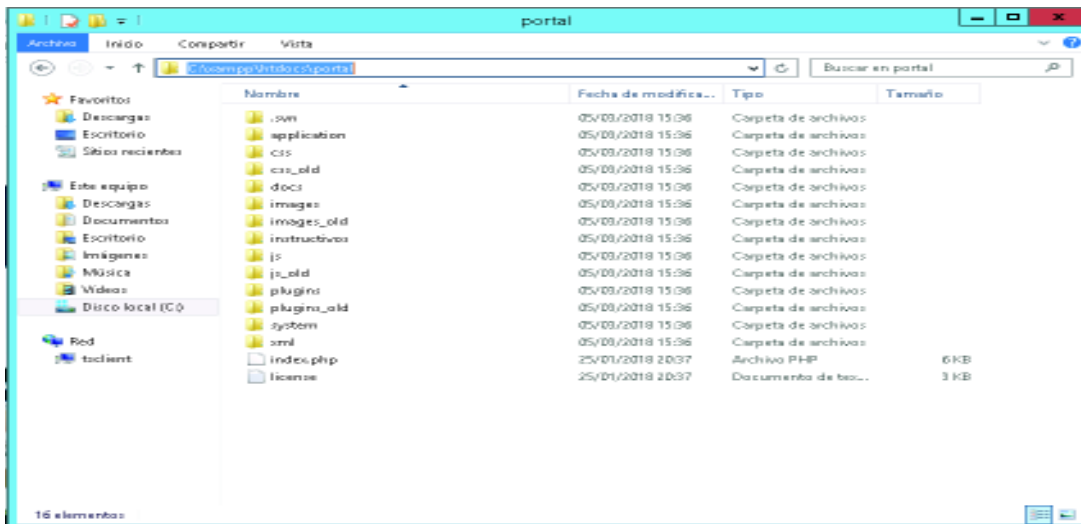 portal
Archivo Inicio Compartir Vista
C:\xampp\htdocs\portal
Buscar en portal
Nombre Fecha de modifica... Tipo Tamaño
Favoritos
Descargas
Escritorio
Sitios recientes
Este equipo
Descargas
Documentos
Escritorio
Imágenes
Música
Vídeos
Disco local (C:)
Red
tsclient
.svn 05/03/2018 15:36 Carpeta de archivos
application 05/03/2018 15:36 Carpeta de archivos
css 05/03/2018 15:36 Carpeta de archivos
css_old 05/03/2018 15:36 Carpeta de archivos
docs 05/03/2018 15:36 Carpeta de archivos
images 05/03/2018 15:36 Carpeta de archivos
images_old 05/03/2018 15:36 Carpeta de archivos
instructivos 05/03/2018 15:36 Carpeta de archivos
js 05/03/2018 15:36 Carpeta de archivos
js_old 05/03/2018 15:36 Carpeta de archivos
plugins 05/03/2018 15:36 Carpeta de archivos
plugins_old 05/03/2018 15:36 Carpeta de archivos
system 05/03/2018 15:36 Carpeta de archivos
xml 05/03/2018 15:36 Carpeta de archivos
index.php 25/01/2018 20:37 Archivo PHP 6 KB
license 25/01/2018 20:37 Documento de tex... 3 KB
16 elementos